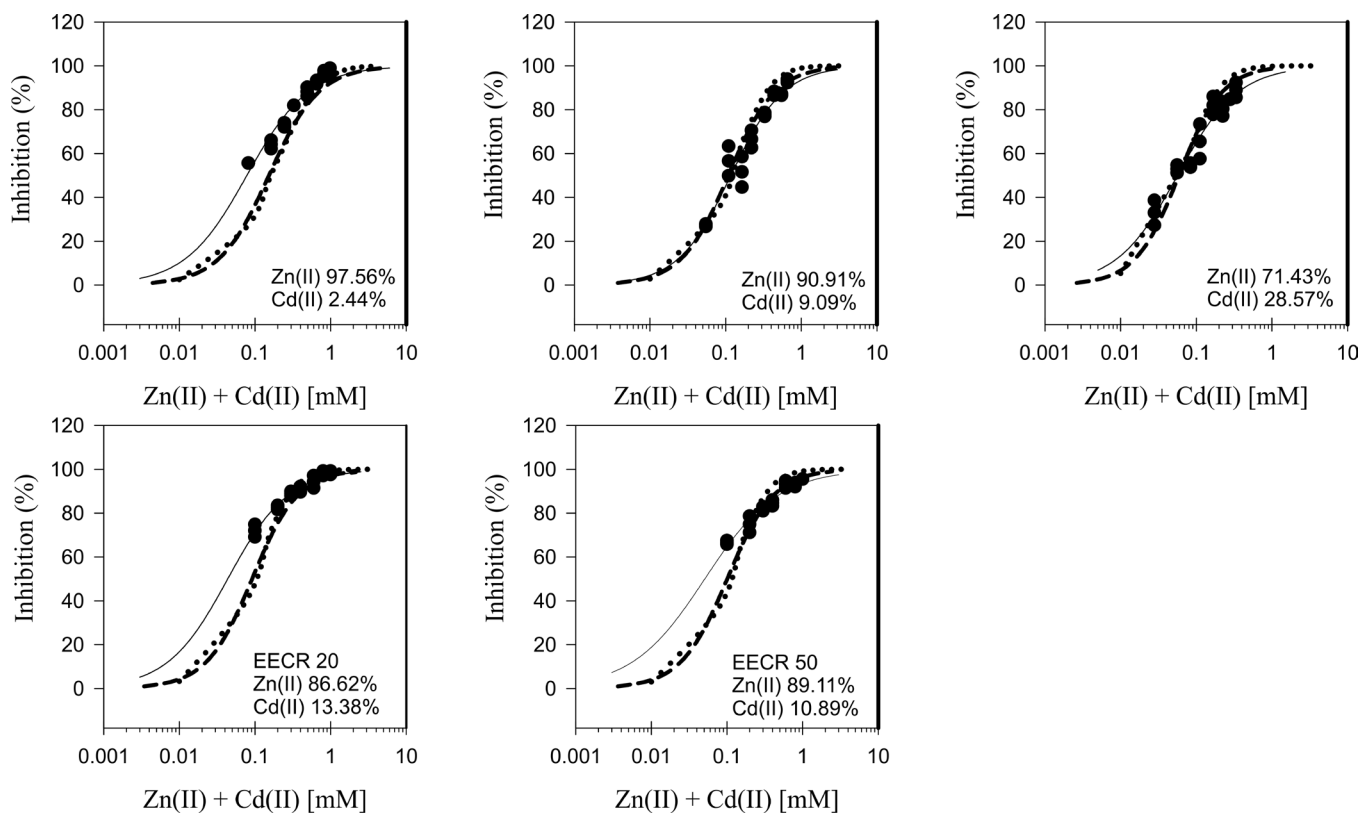 120
100
80
60
40
20
0
Inhibition (%)
Zn(II) 97.56%
Cd(II) 2.44%
0.001 0.01 0.1 1 10
Zn(II) + Cd(II) [mM]
120
100
80
60
40
20
0
Inhibition (%)
Zn(II) 90.91%
Cd(II) 9.09%
0.001 0.01 0.1 1 10
Zn(II) + Cd(II) [mM]
120
100
80
60
40
20
0
Inhibition (%)
Zn(II) 71.43%
Cd(II) 28.57%
0.001 0.01 0.1 1 10
Zn(II) + Cd(II) [mM]
120
100
80
60
40
20
0
Inhibition (%)
EECR 20
Zn(II) 86.62%
Cd(II) 13.38%
0.001 0.01 0.1 1 10
Zn(II) + Cd(II) [mM]
120
100
80
60
40
20
0
Inhibition (%)
EECR 50
Zn(II) 89.11%
Cd(II) 10.89%
0.001 0.01 0.1 1 10
Zn(II) + Cd(II) [mM]